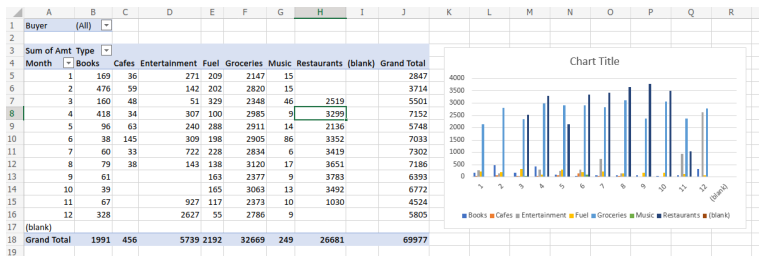 A B C D E F G H I J K L M N O P Q R
1 Buyer (All)
2
3 Sum of Amt Type
4 Month Books Cafes Entertainment Fuel Groceries Music Restaurants (blank) Grand Total
5 1 169 36 271 209 2147 15 2847
6 2 476 59 142 202 2820 15 3714
7 3 160 48 51 329 2348 46 2519 5501
8 4 418 34 307 100 2985 9 3299 7152
9 5 96 63 240 288 2911 14 2136 5748
10 6 38 145 309 198 2905 86 3352 7033
11 7 60 33 722 228 2834 6 3419 7302
12 8 79 38 143 138 3120 17 3651 7186
13 9 61 163 2377 9 3783 6393
14 10 39 165 3063 13 3492 6772
15 11 67 927 117 2373 10 1030 4524
16 12 328 2627 55 2786 9 5805
17 (blank)
18 Grand Total 1991 456 5739 2192 32669 249 26681 69977
19
Chart Title
4000
3500
3000
2500
2000
1500
1000
500
0
1 2 3 4 5 6 7 8 9 10 11 12 (blank)
Books Cafes Entertainment Fuel Groceries Music Restaurants (blank)